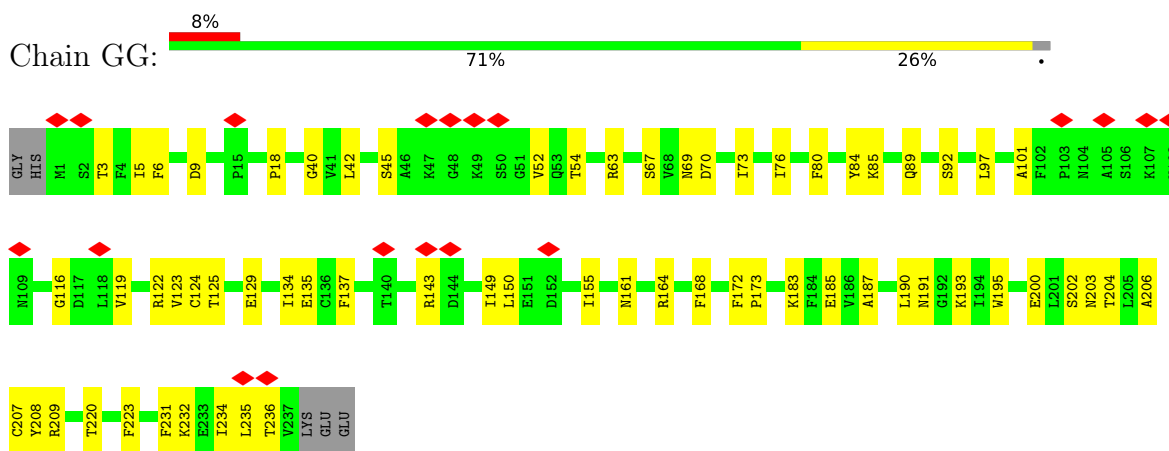 8%
Chain GG:
71% 26% •
GLY HIS M1 S2 T3 F4 I5 F6 D9 P15 P18 G40 V41 L42 S45 A46 K47 G48 K49 S50 G51 V52 Q53 T54 R63 S67 V68 N69 D70 I73 I76 F80 Y84 K85 Q89 S92 L97 A101 F102 P103 N104 A105 S106 K107
N109 G116 D117 L118 V119 R122 V123 C124 T125 E129 I134 E135 C136 F137 T140 R143 D144 I149 L150 E151 D152 I155 N161 R164 F168 F172 P173 K183 F184 E185 V186 A187 L190 N191 G192 K193 I194 W195 E200 L201 S202 N203 T204 L205 A206
C207 Y208 R209 T220 F223 F231 K232 E233 I234 L235 T236 V237 LYS GLU GLU